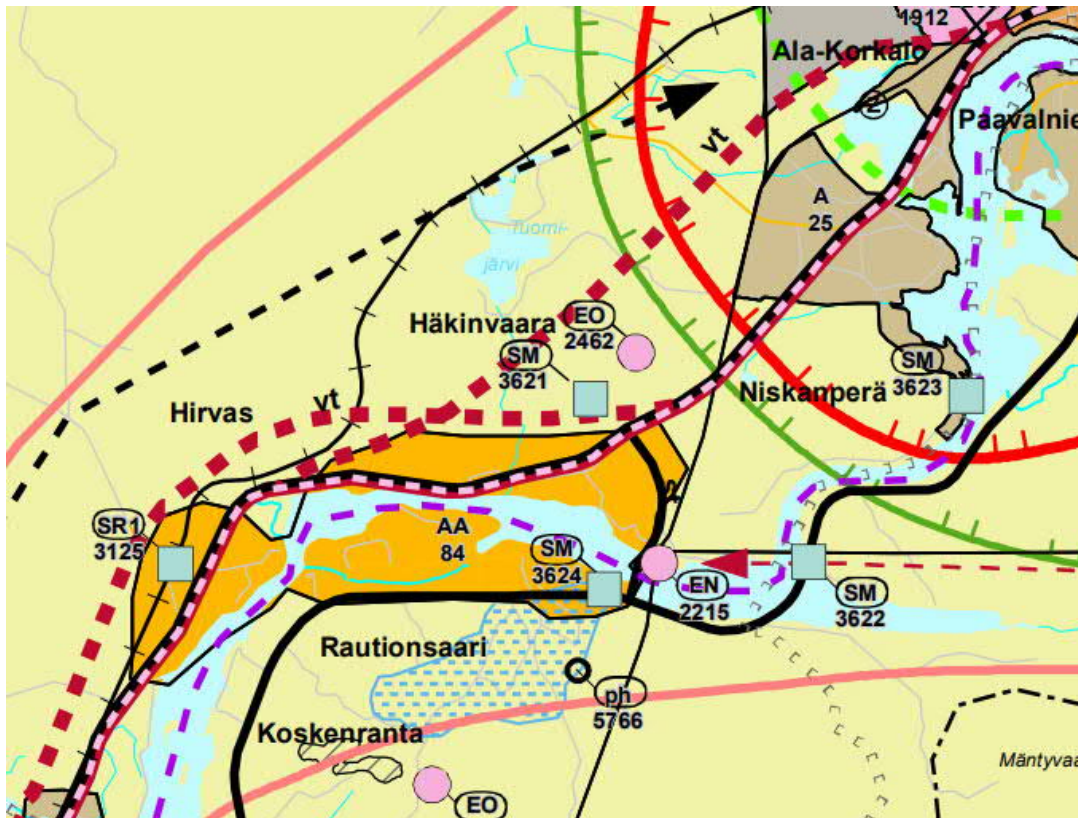 1912
Ala-Korkalo
2
Paavalnie
vt
A
25
Tuomi-
järvi
Häkinvaara
EO
2462
SM
3621
SM
3623
Niskanperä
Hirvas
vt
SR1
3125
AA
84
SM
3624
EN
2215
SM
3622
Rautionsaari
ph
5766
Koskenranta
EO
Mäntyvaa